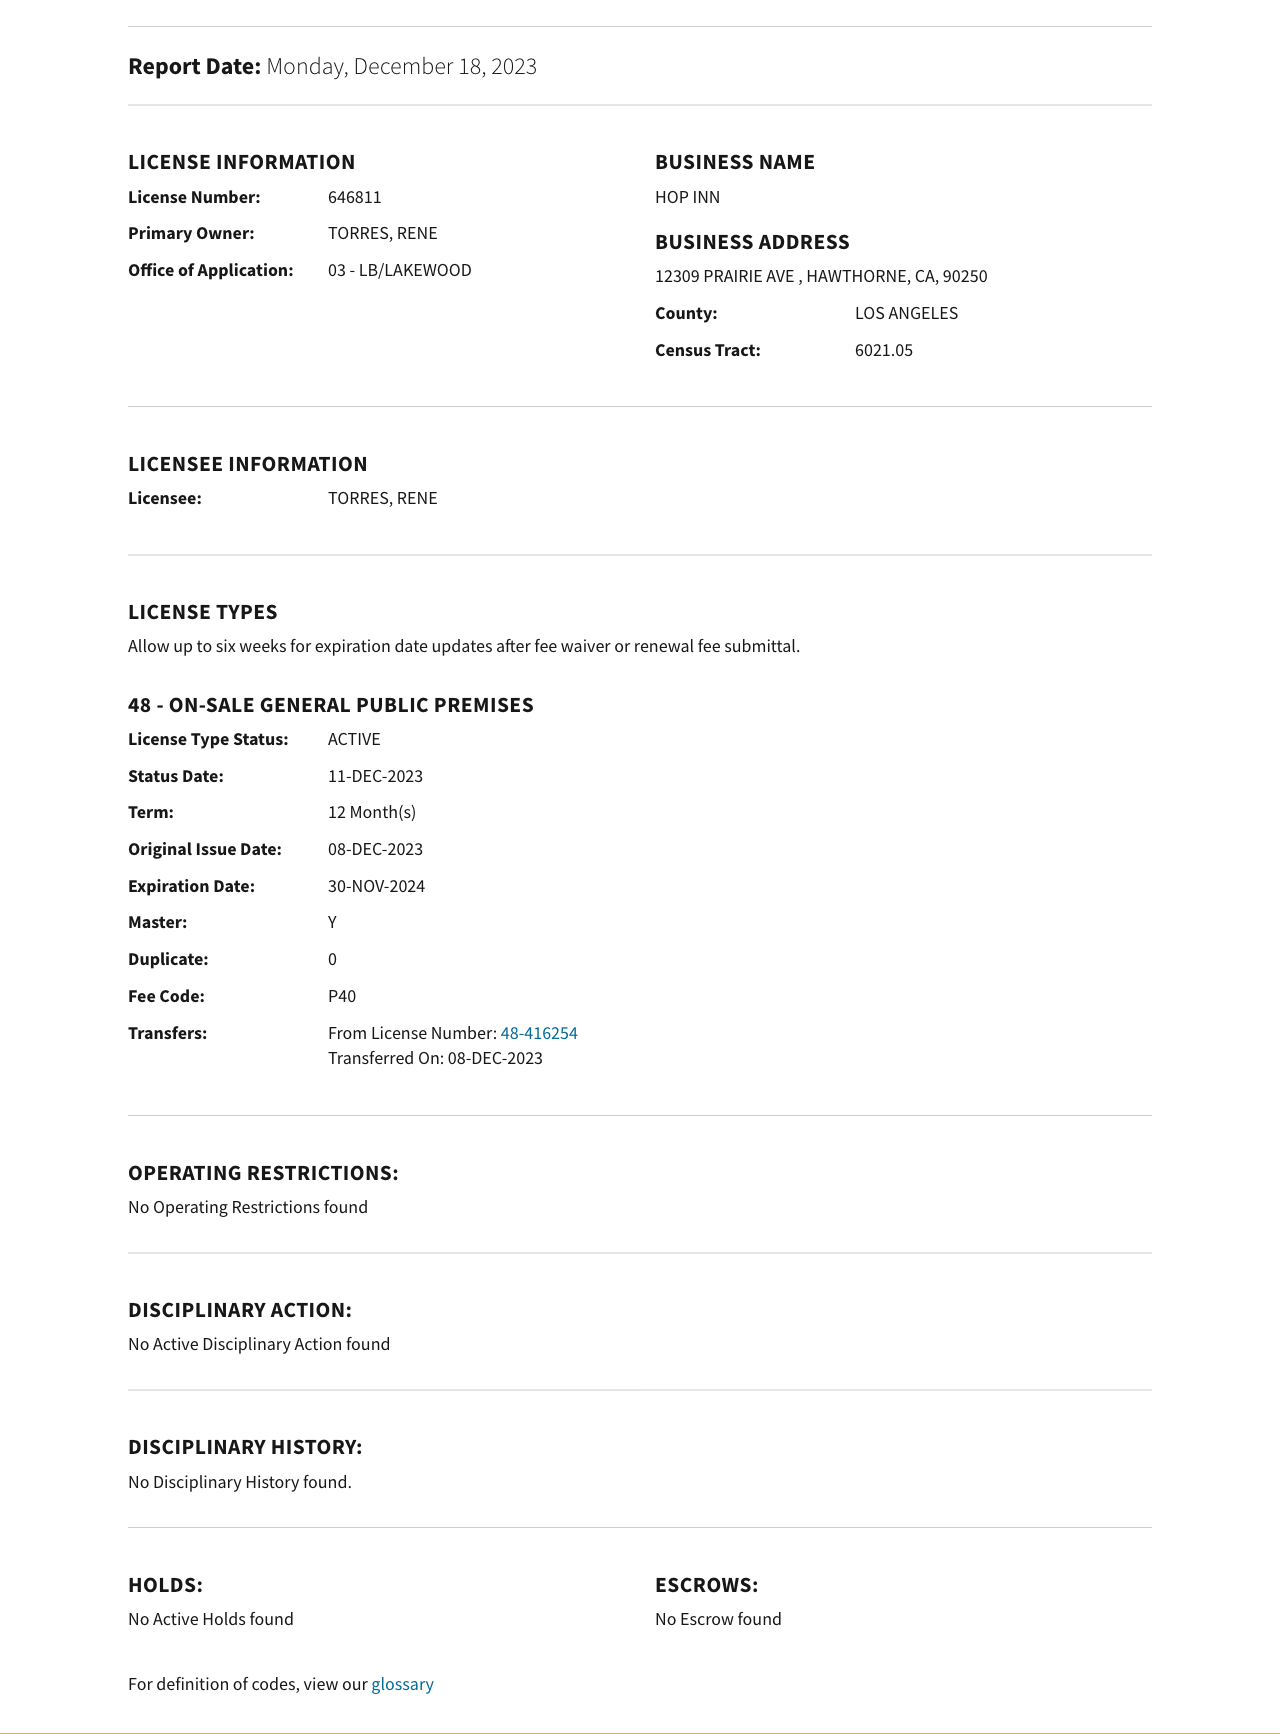 Report Date: Monday, December 18, 2023
LICENSE INFORMATION
License Number: 646811
Primary Owner: TORRES, RENE
Office of Application: 03 - LB/LAKEWOOD
BUSINESS NAME
HOP INN
BUSINESS ADDRESS
12309 PRAIRIE AVE , HAWTHORNE, CA, 90250
County: LOS ANGELES
Census Tract: 6021.05
LICENSEE INFORMATION
Licensee: TORRES, RENE
LICENSE TYPES
Allow up to six weeks for expiration date updates after fee waiver or renewal fee submittal.
48 - ON-SALE GENERAL PUBLIC PREMISES
License Type Status: ACTIVE
Status Date: 11-DEC-2023
Term: 12 Month(s)
Original Issue Date: 08-DEC-2023
Expiration Date: 30-NOV-2024
Master: Y
Duplicate: 0
Fee Code: P40
Transfers: From License Number: 48-416254
Transferred On: 08-DEC-2023
OPERATING RESTRICTIONS:
No Operating Restrictions found
DISCIPLINARY ACTION:
No Active Disciplinary Action found
DISCIPLINARY HISTORY:
No Disciplinary History found.
HOLDS:
No Active Holds found
ESCROWS:
No Escrow found
For definition of codes, view our glossary